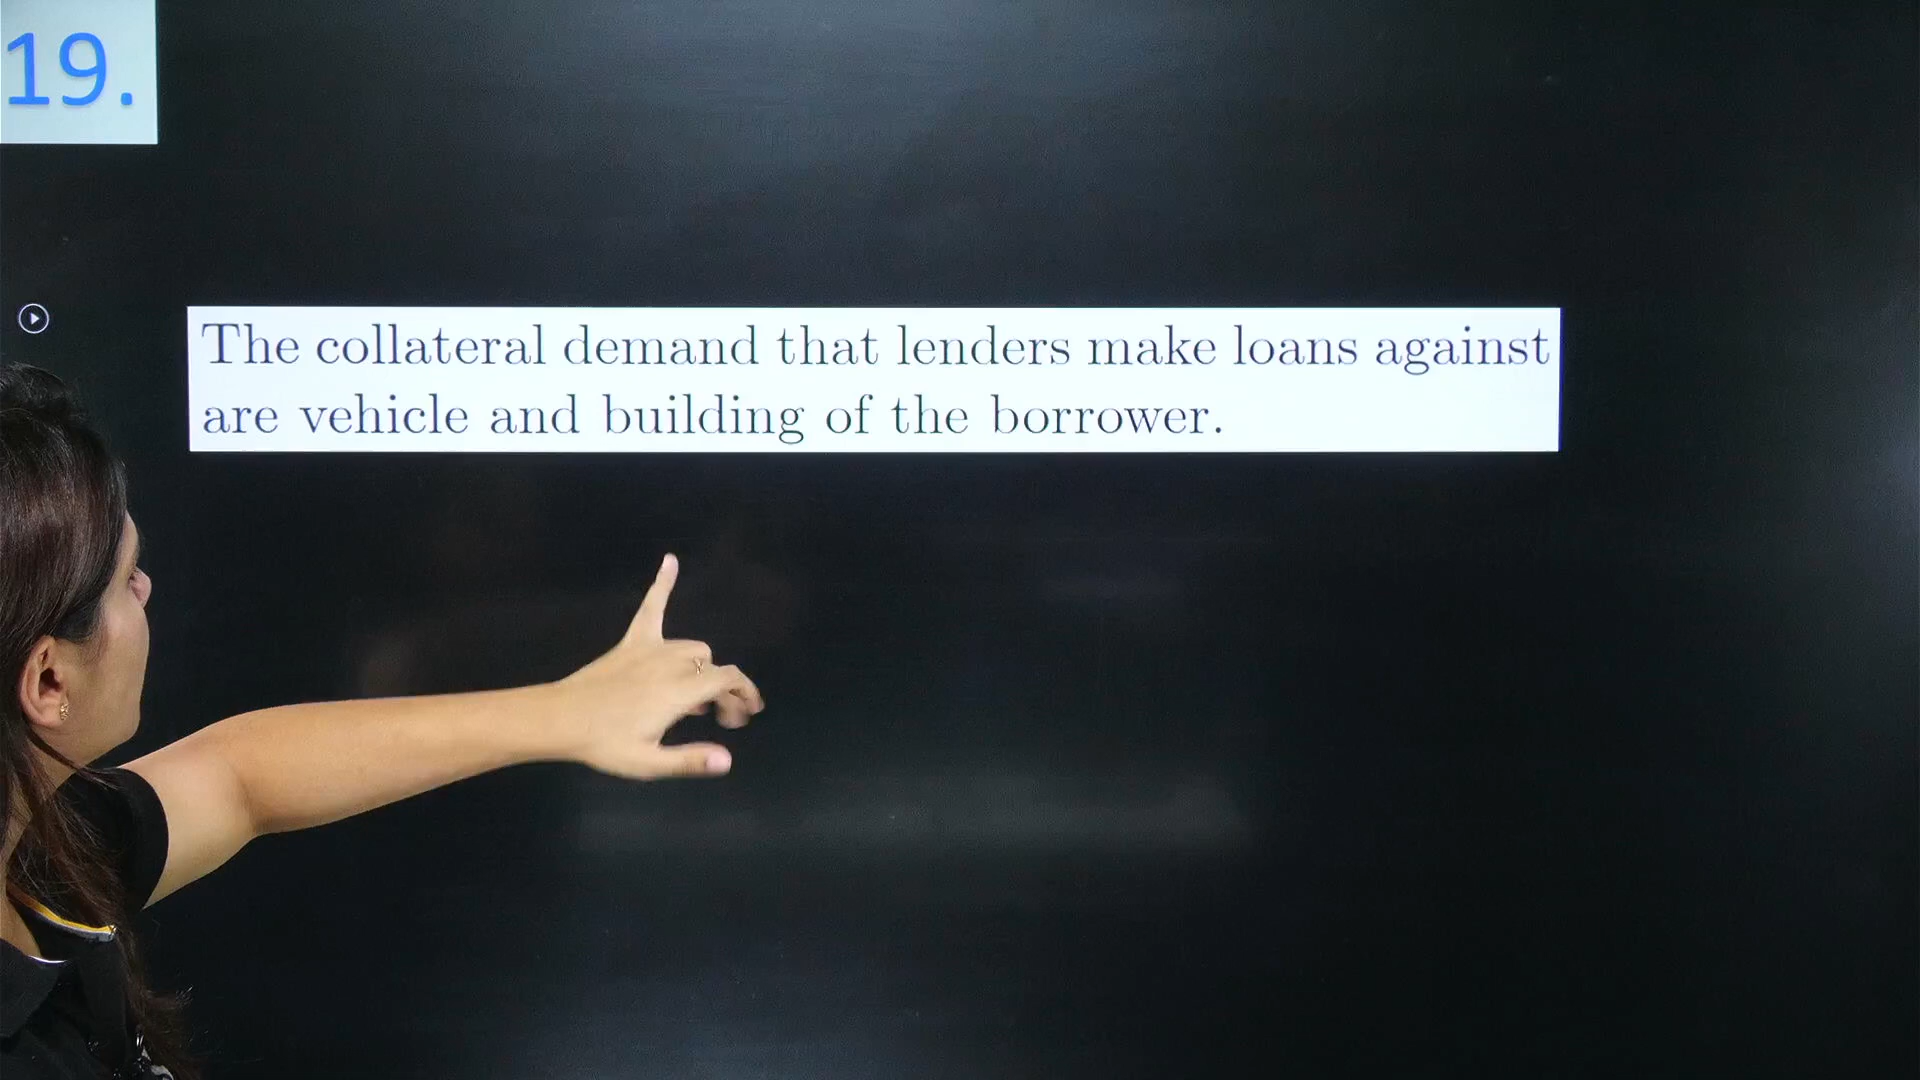 19.
The collateral demand that lenders make loans against
are vehicle and building of the borrower.